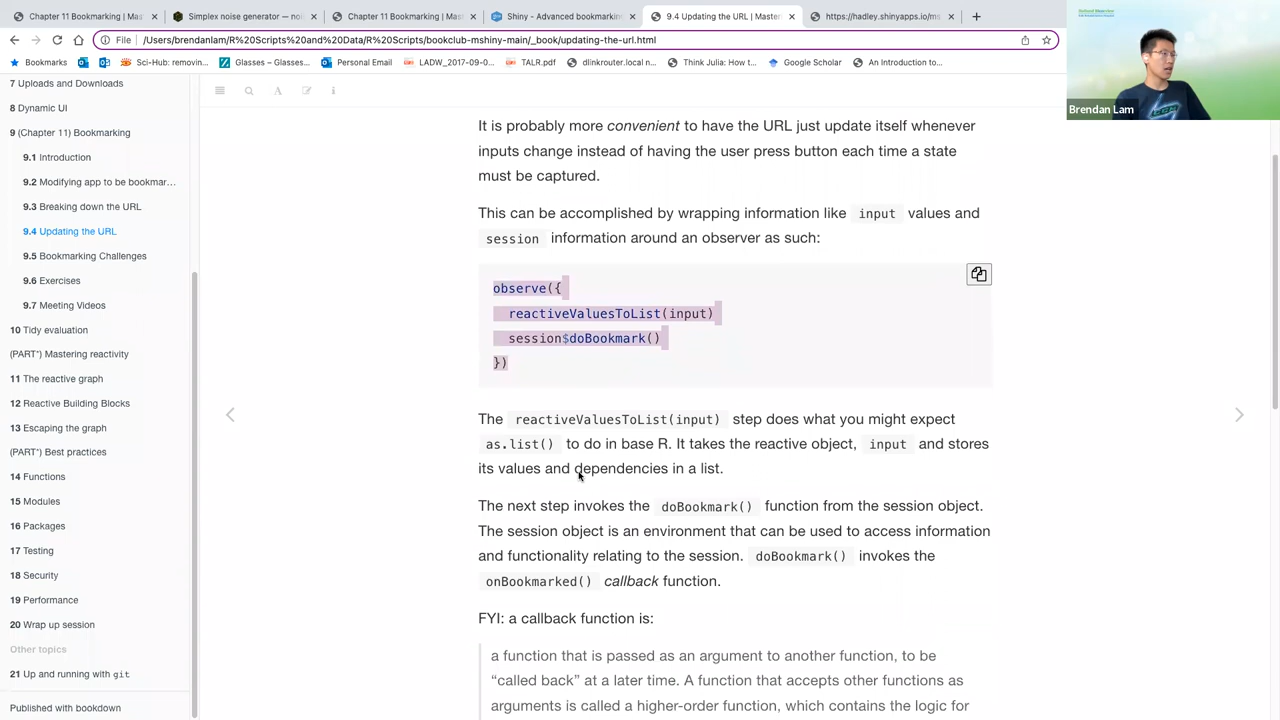 Chapter 11 Bookmarking | Mas
Simplex noise generator — noi
Chapter 11 Bookmarking | Mas
Shiny - Advanced bookmarkin
9.4 Updating the URL | Master
https://hadley.shinyapps.io/ms
File
/Users/brendanlam/R%20Scripts%20and%20Data/R%20Scripts/bookclub-mshiny-main/_book/updating-the-url.html
Bookmarks
Sci-Hub: removin...
Glasses – Glasses...
Personal Email
LADW_2017-09-0...
TALR.pdf
dlinkrouter.local n...
Think Julia: How t...
Google Scholar
An Introduction to...
Brendan Lam
7 Uploads and Downloads
8 Dynamic UI
9 (Chapter 11) Bookmarking
9.1 Introduction
9.2 Modifying app to be bookmar...
9.3 Breaking down the URL
9.4 Updating the URL
9.5 Bookmarking Challenges
9.6 Exercises
9.7 Meeting Videos
10 Tidy evaluation
(PART*) Mastering reactivity
11 The reactive graph
12 Reactive Building Blocks
13 Escaping the graph
(PART*) Best practices
14 Functions
15 Modules
16 Packages
17 Testing
18 Security
19 Performance
20 Wrap up session
Other topics
21 Up and running with git
Published with bookdown
It is probably more convenient to have the URL just update itself whenever
inputs change instead of having the user press button each time a state
must be captured.
This can be accomplished by wrapping information like input values and
session information around an observer as such:
observe({
reactiveValuesToList(input)
session$doBookmark()
})
The reactiveValuesToList(input) step does what you might expect
as.list() to do in base R. It takes the reactive object, input and stores
its values and dependencies in a list.
The next step invokes the doBookmark() function from the session object.
The session object is an environment that can be used to access information
and functionality relating to the session. doBookmark() invokes the
onBookmarked() callback function.
FYI: a callback function is:
a function that is passed as an argument to another function, to be
“called back” at a later time. A function that accepts other functions as
arguments is called a higher-order function, which contains the logic for